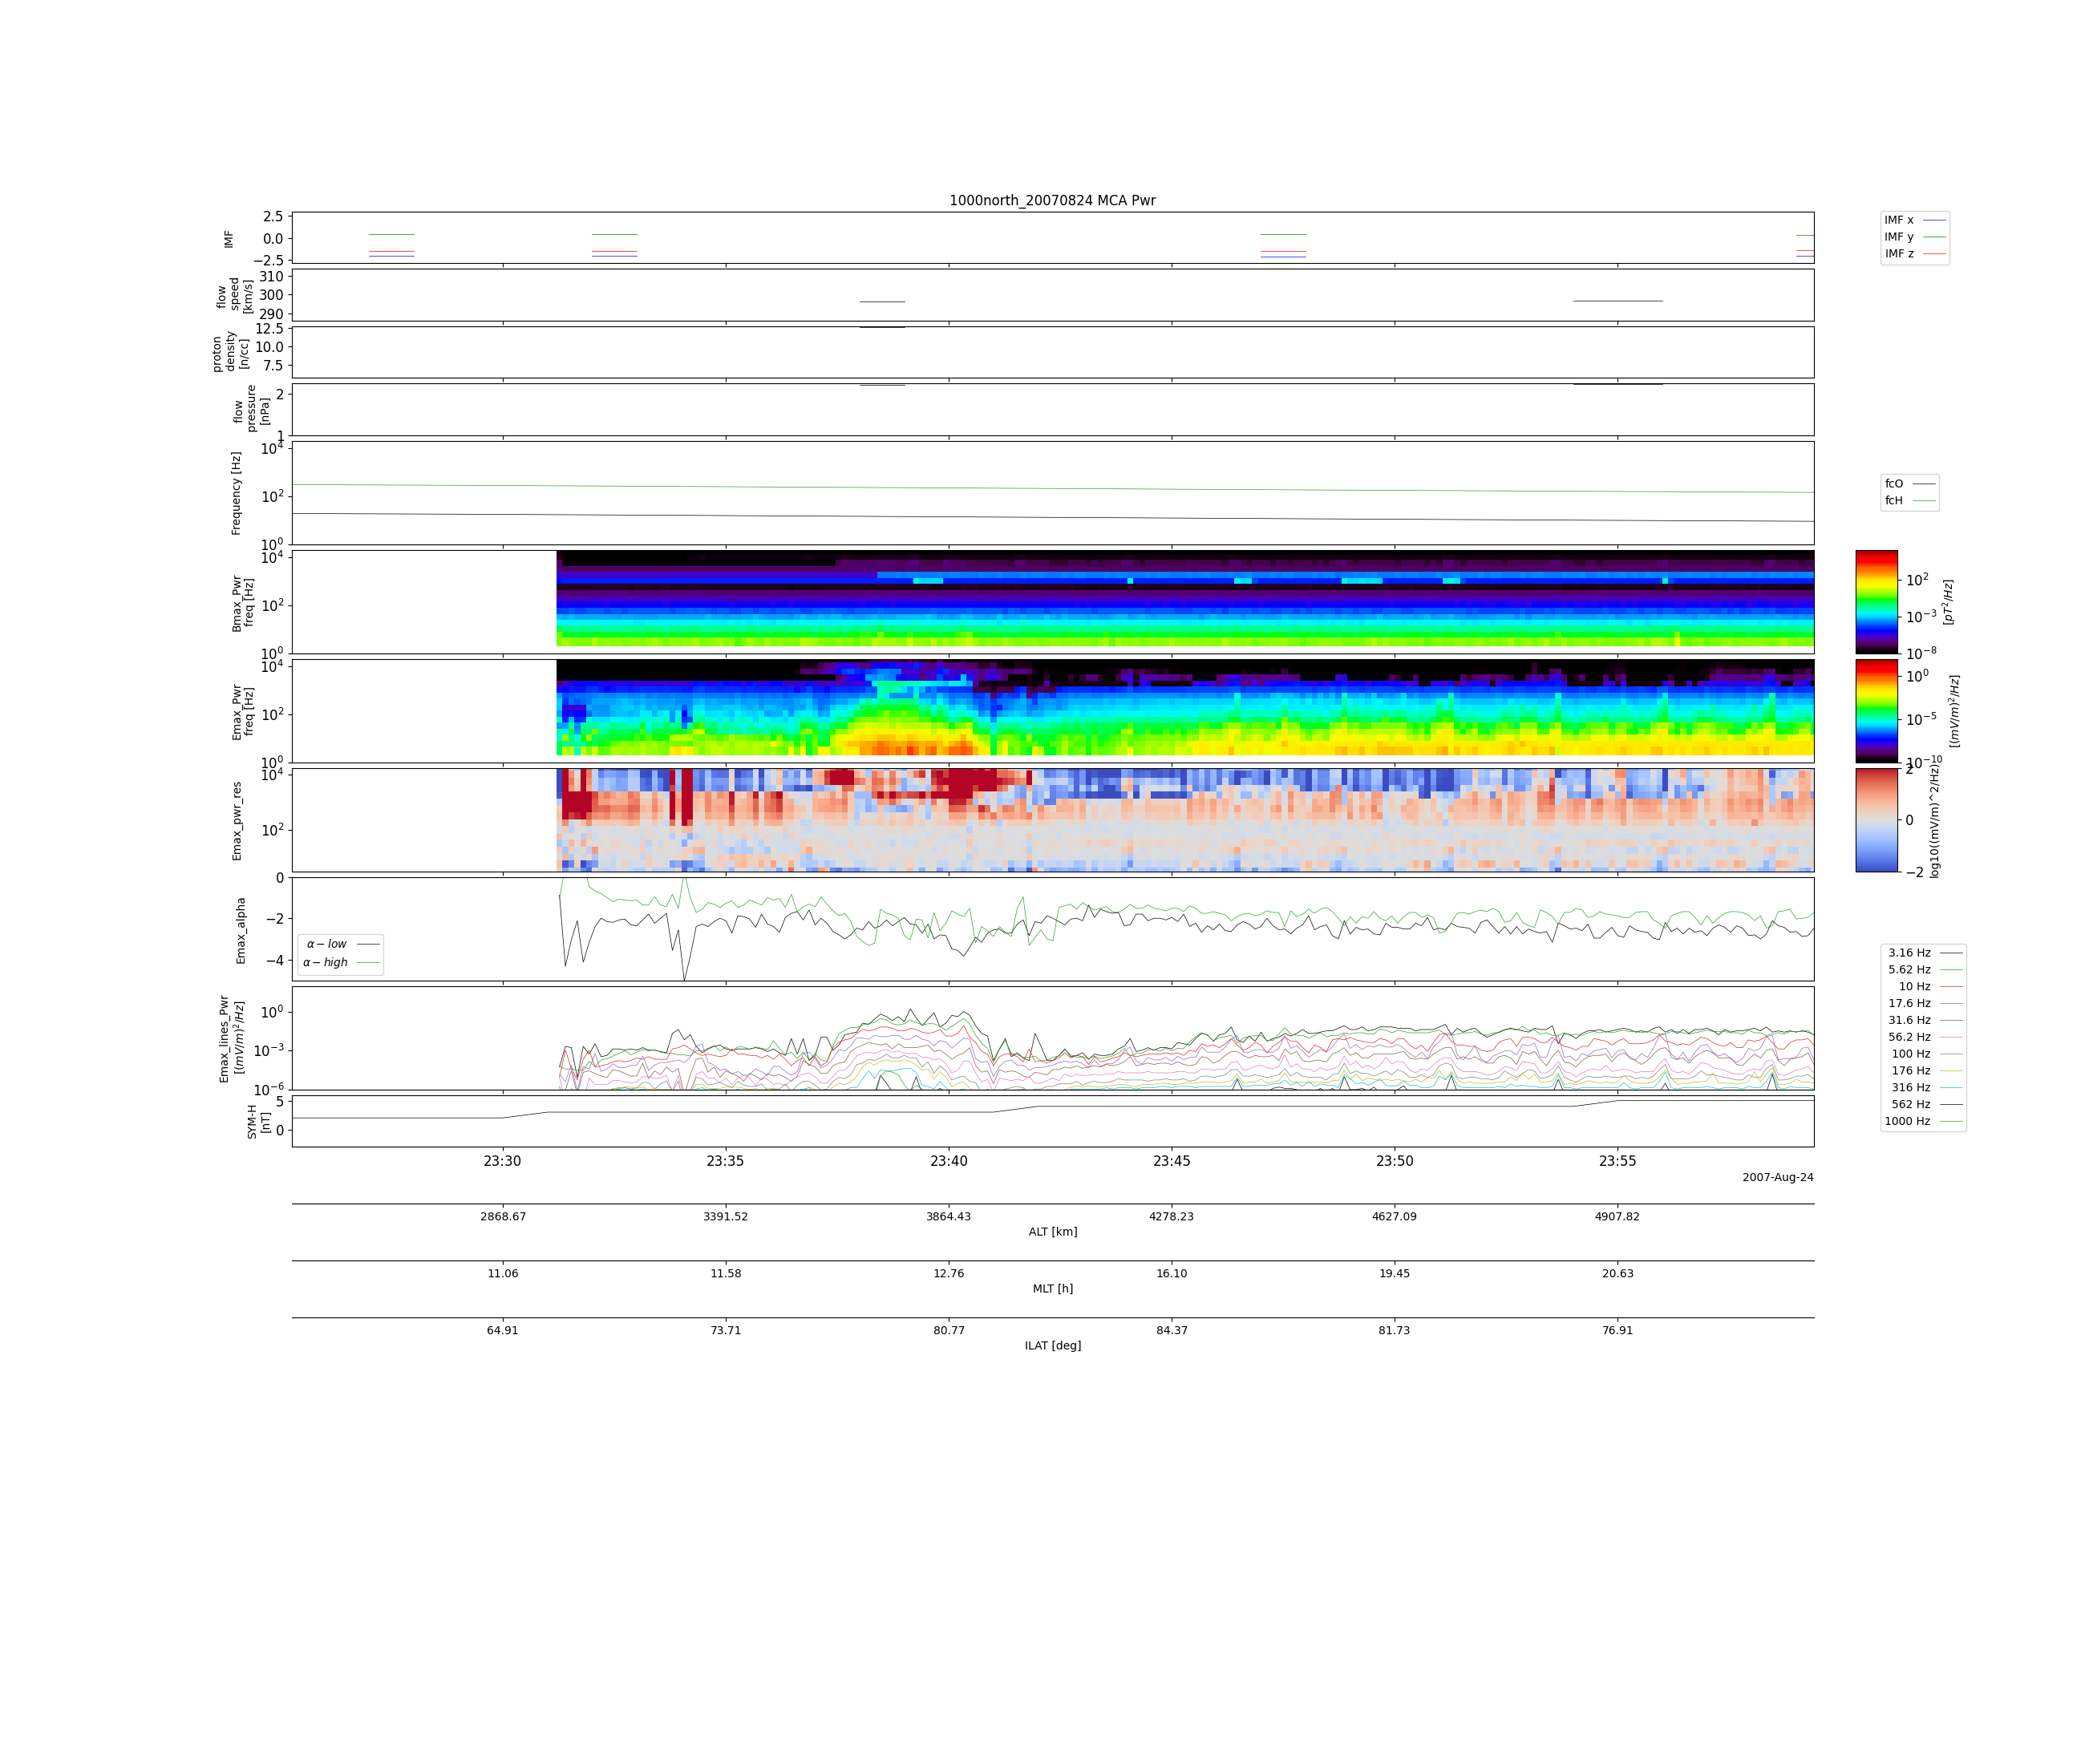 1000north_20070824 MCA Pwr
IMF
2.5
0.0
−2.5
IMF x
IMF y
IMF z
flow
speed
[km/s]
310
300
290
proton
density
[n/cc]
12.5
10.0
7.5
flow
pressure
[nPa]
2
1
Frequency [Hz]
10^4
10^2
10^0
fcO
fcH
Bmax_Pwr
freq [Hz]
10^4
10^2
10^0
10^2
10^−3
10^−8
[pT^2/Hz]
Emax_Pwr
freq [Hz]
10^4
10^2
10^0
10^0
10^−5
10^−10
[(mV/m)^2/Hz]
Emax_pwr_res
10^4
10^2
2
0
−2
log10((mV/m)^2/Hz)
Emax_alpha
0
−2
−4
α − low
α − high
Emax_lines_Pwr
[(mV/m)^2/Hz]
10^0
10^−3
10^−6
3.16 Hz
5.62 Hz
10 Hz
17.6 Hz
31.6 Hz
56.2 Hz
100 Hz
176 Hz
316 Hz
562 Hz
1000 Hz
SYM-H
[nT]
5
0
23:30 23:35 23:40 23:45 23:50 23:55
2007-Aug-24
2868.67 3391.52 3864.43 4278.23 4627.09 4907.82
ALT [km]
11.06 11.58 12.76 16.10 19.45 20.63
MLT [h]
64.91 73.71 80.77 84.37 81.73 76.91
ILAT [deg]